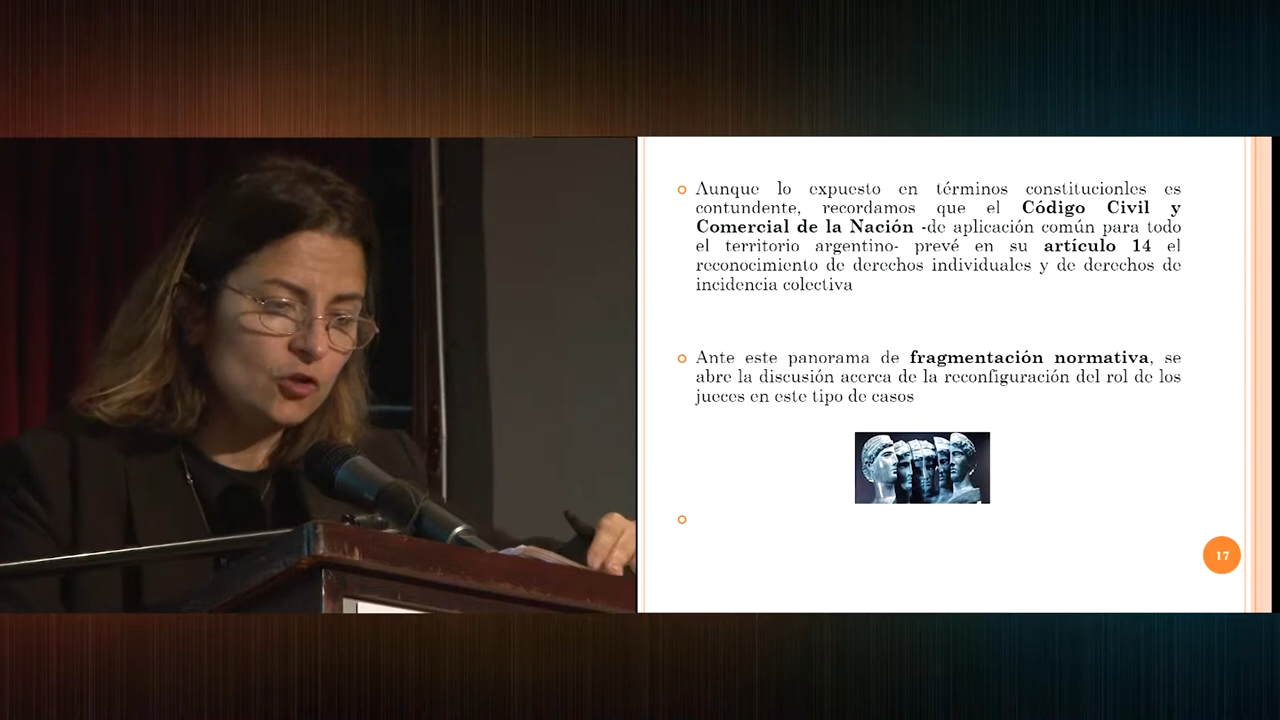 Aunque lo expuesto en términos constitucionles es
contundente, recordamos que el Código Civil y
Comercial de la Nación -de aplicación común para todo
el territorio argentino- prevé en su artículo 14 el
reconocimiento de derechos individuales y de derechos de
incidencia colectiva
Ante este panorama de fragmentación normativa, se
abre la discusión acerca de la reconfiguración del rol de los
jueces en este tipo de casos
17